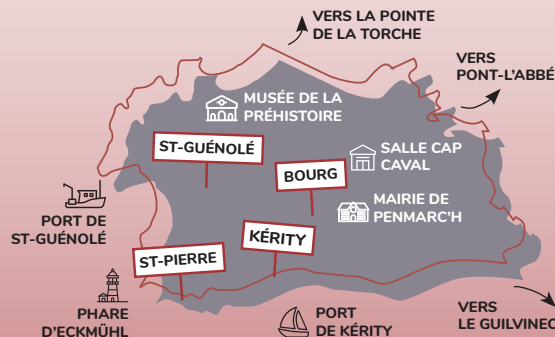 VERS LA POINTE
DE LA TORCHE
VERS
PONT-L'ABBÉ
MUSÉE DE LA
PRÉHISTOIRE
ST-GUÉNOLÉ
SALLE CAP
CAVAL
BOURG
MAIRIE DE
PENMARC'H
PORT DE
ST-GUÉNOLÉ
KÉRITY
ST-PIERRE
PHARE
D'ECKMÜHL
PORT
DE KÉRITY
VERS
LE GUILVINEC